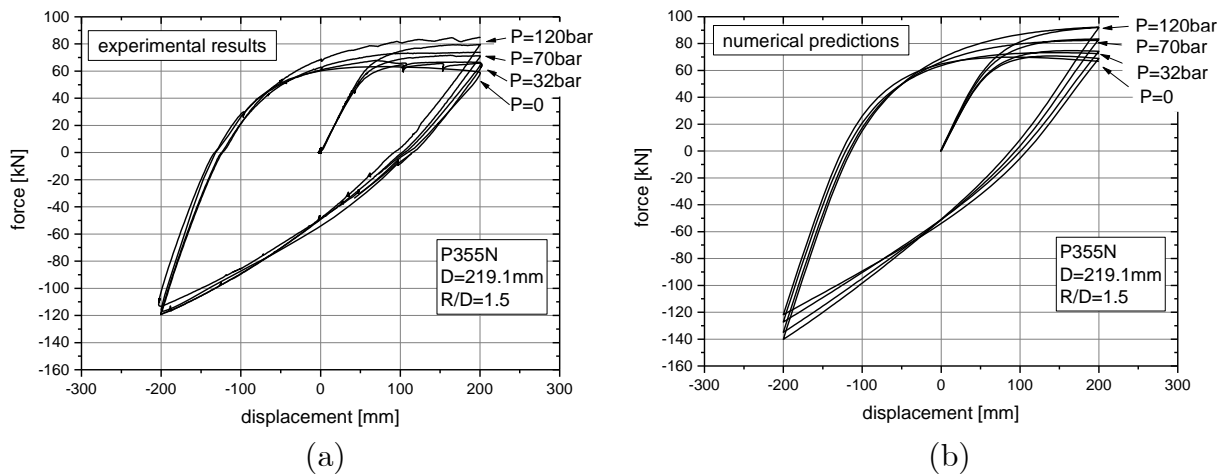 100
80
60
40
20
0
-20
-40
-60
-80
-100
-120
-140
-160
force [kN]
experimental results
P=120bar
P=70bar
P=32bar
P=0
P355N
D=219.1mm
R/D=1.5
-300 -200 -100 0 100 200 300
displacement [mm]
(a)
100
80
60
40
20
0
-20
-40
-60
-80
-100
-120
-140
-160
force [kN]
numerical predictions
P=120bar
P=70bar
P=32bar
P=0
P355N
D=219.1mm
R/D=1.5
-300 -200 -100 0 100 200 300
displacement [mm]
(b)